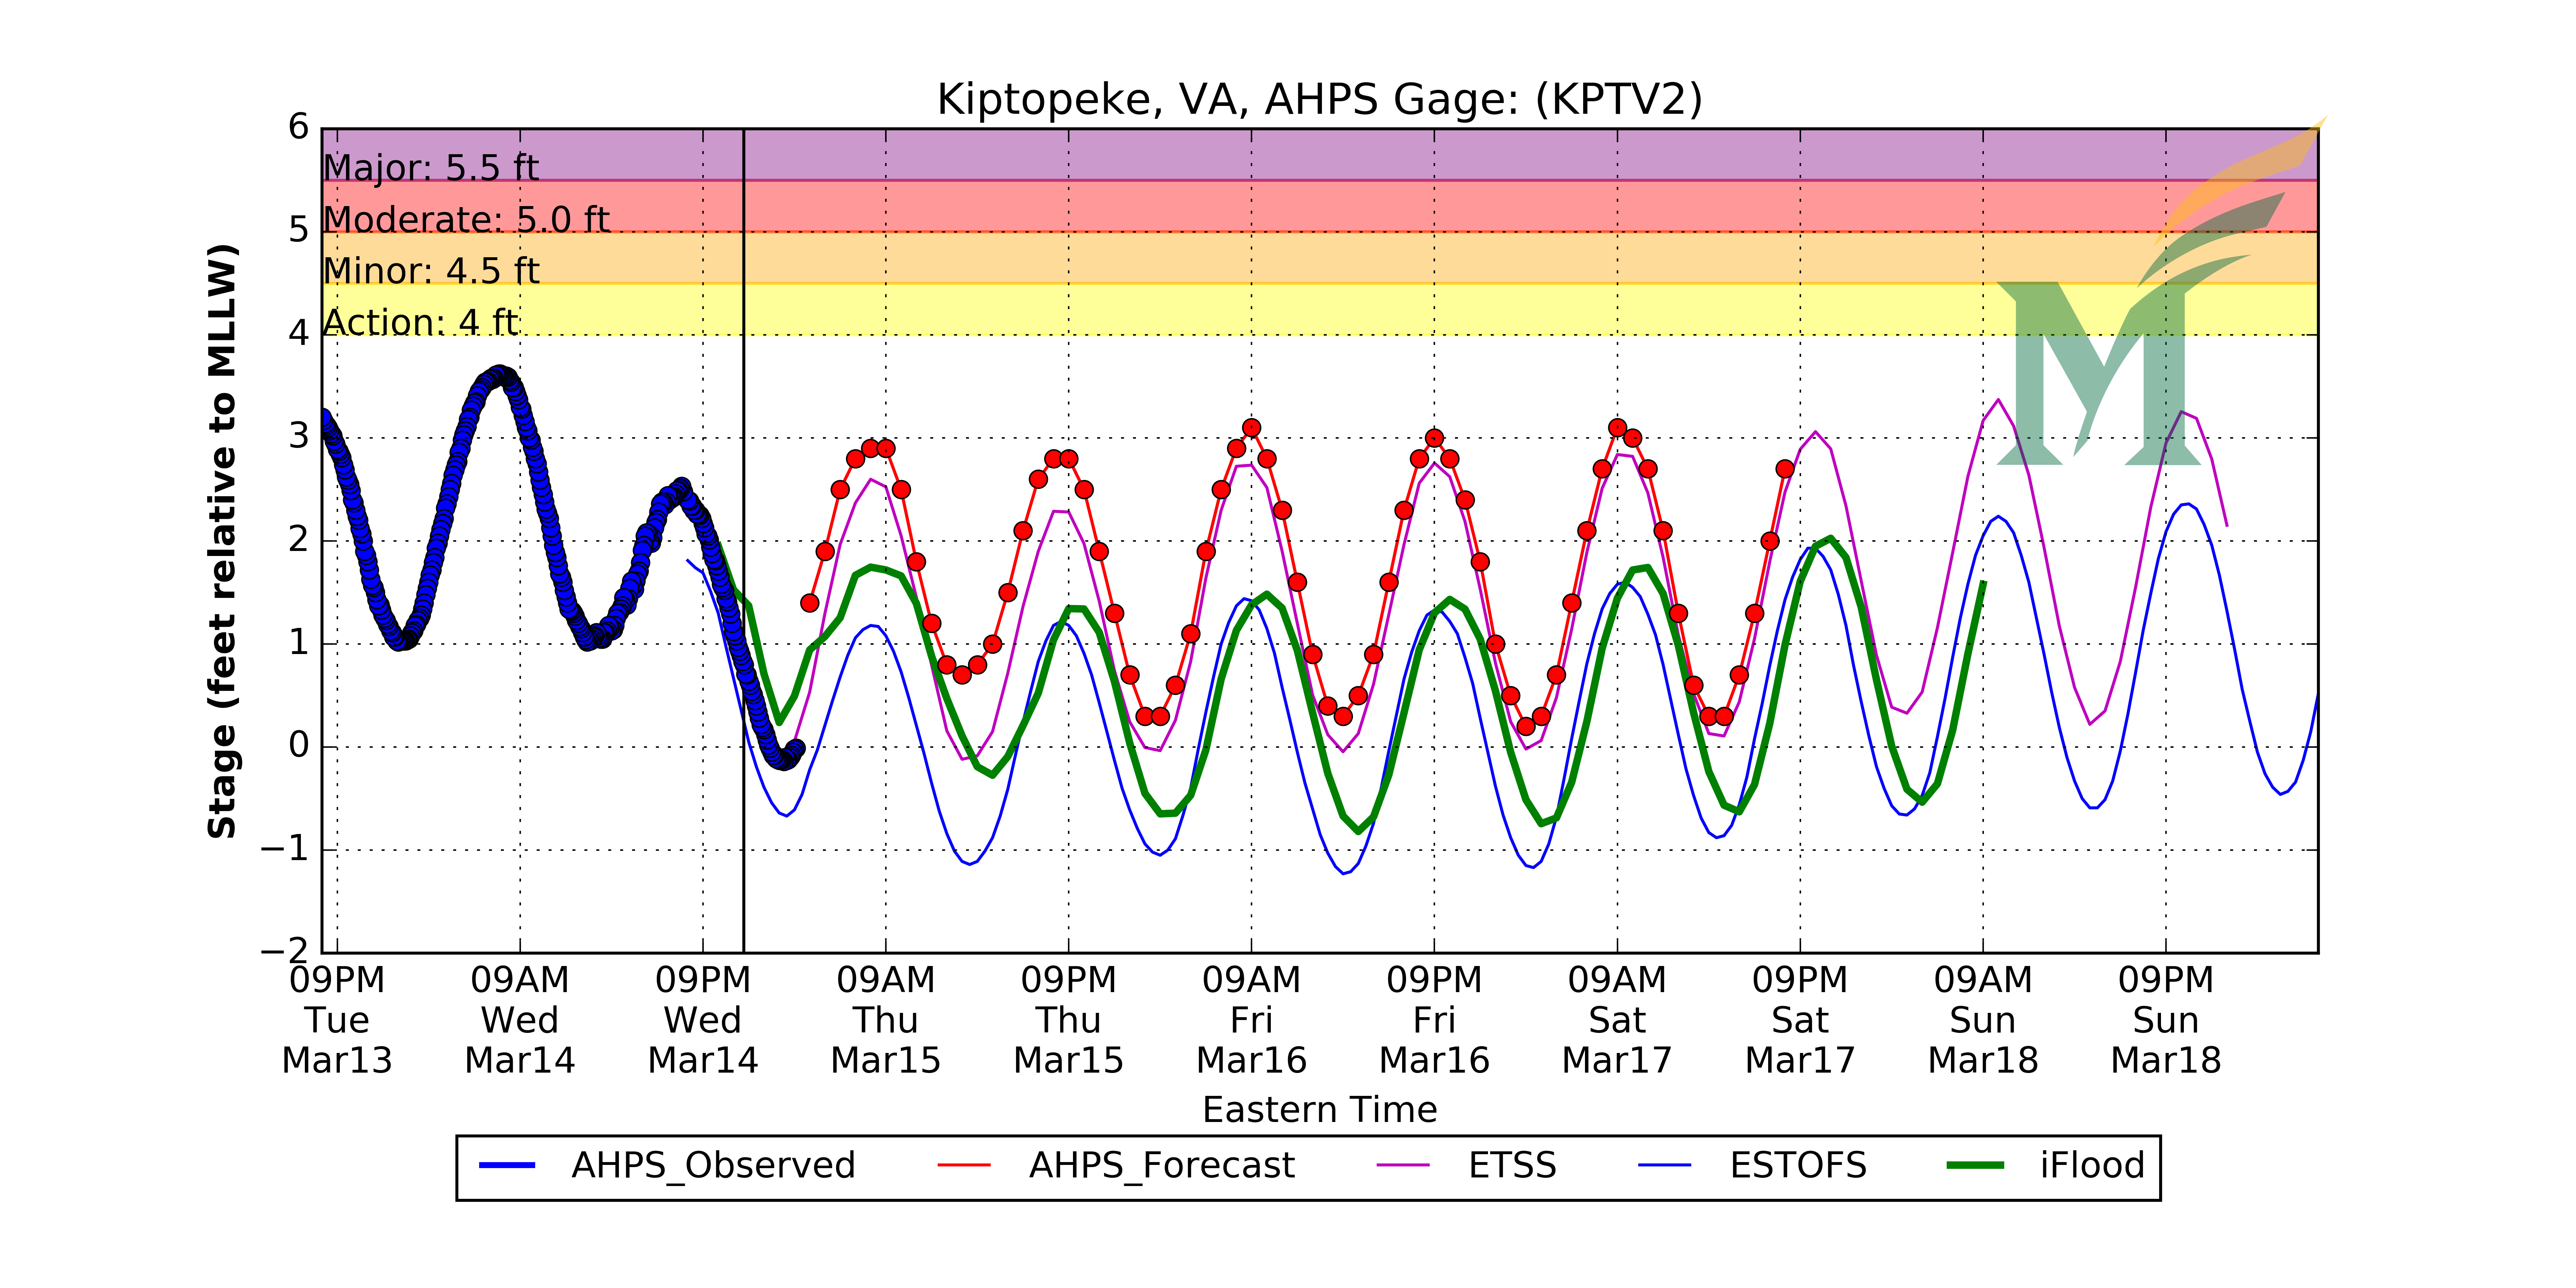 Kiptopeke, VA, AHPS Gage: (KPTV2)
6
5
4
3
2
1
0
−1
−2
Stage (feet relative to MLLW)
Major: 5.5 ft
Moderate: 5.0 ft
Minor: 4.5 ft
Action: 4 ft
M
09PM 09AM 09PM 09AM 09PM 09AM 09PM 09AM 09PM 09AM 09PM
Tue Wed Wed Thu Thu Fri Fri Sat Sat Sun Sun
Mar13 Mar14 Mar14 Mar15 Mar15 Mar16 Mar16 Mar17 Mar17 Mar18 Mar18
Eastern Time
AHPS_Observed AHPS_Forecast ETSS ESTOFS iFlood